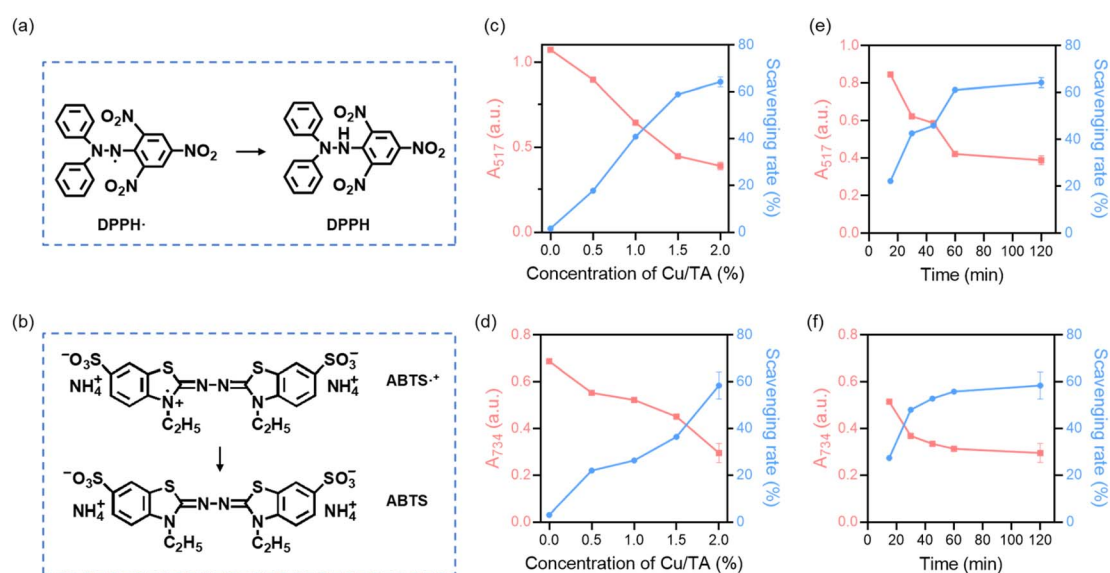 (a)
NO₂
N-N·
NO₂
NO₂
DPPH·
NO₂
H
N-N
NO₂
NO₂
DPPH
(b)
⁻O₃S
S
N
N
S
SO₃⁻
NH₄⁺
N⁺
N
NH₄⁺
C₂H₅
C₂H₅
ABTS·⁺
⁻O₃S
S
N
N
S
SO₃⁻
NH₄⁺
N
N
NH₄⁺
C₂H₅
C₂H₅
ABTS
(c)
A₅₁₇ (a.u.)
1.0
0.5
0.0
0.0 0.5 1.0 1.5 2.0
Concentration of Cu/TA (%)
80
60
40
20
0
Scavenging rate (%)
(e)
A₅₁₇ (a.u.)
1.0
0.8
0.6
0.4
0.2
0.0
0 20 40 60 80 100 120
Time (min)
80
60
40
20
0
Scavenging rate (%)
(d)
A₇₃₄ (a.u.)
0.8
0.6
0.4
0.2
0.0
0.0 0.5 1.0 1.5 2.0
Concentration of Cu/TA (%)
80
60
40
20
0
Scavenging rate (%)
(f)
A₇₃₄ (a.u.)
0.8
0.6
0.4
0.2
0.0
0 20 40 60 80 100 120
Time (min)
80
60
40
20
0
Scavenging rate (%)